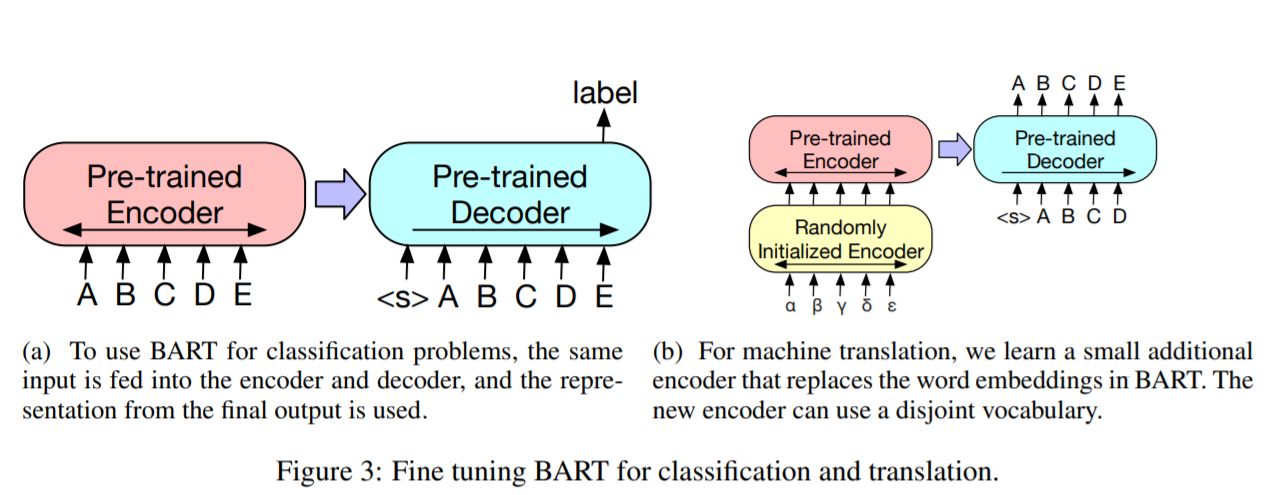 label
Pre-trained
Encoder
Pre-trained
Decoder
A B C D E
<s> A B C D E
(a) To use BART for classification problems, the same
input is fed into the encoder and decoder, and the repre-
sentation from the final output is used.
A B C D E
Pre-trained
Encoder
Pre-trained
Decoder
<s> A B C D
Randomly
Initialized Encoder
α β γ δ ε
(b) For machine translation, we learn a small additional
encoder that replaces the word embeddings in BART. The
new encoder can use a disjoint vocabulary.
Figure 3: Fine tuning BART for classification and translation.